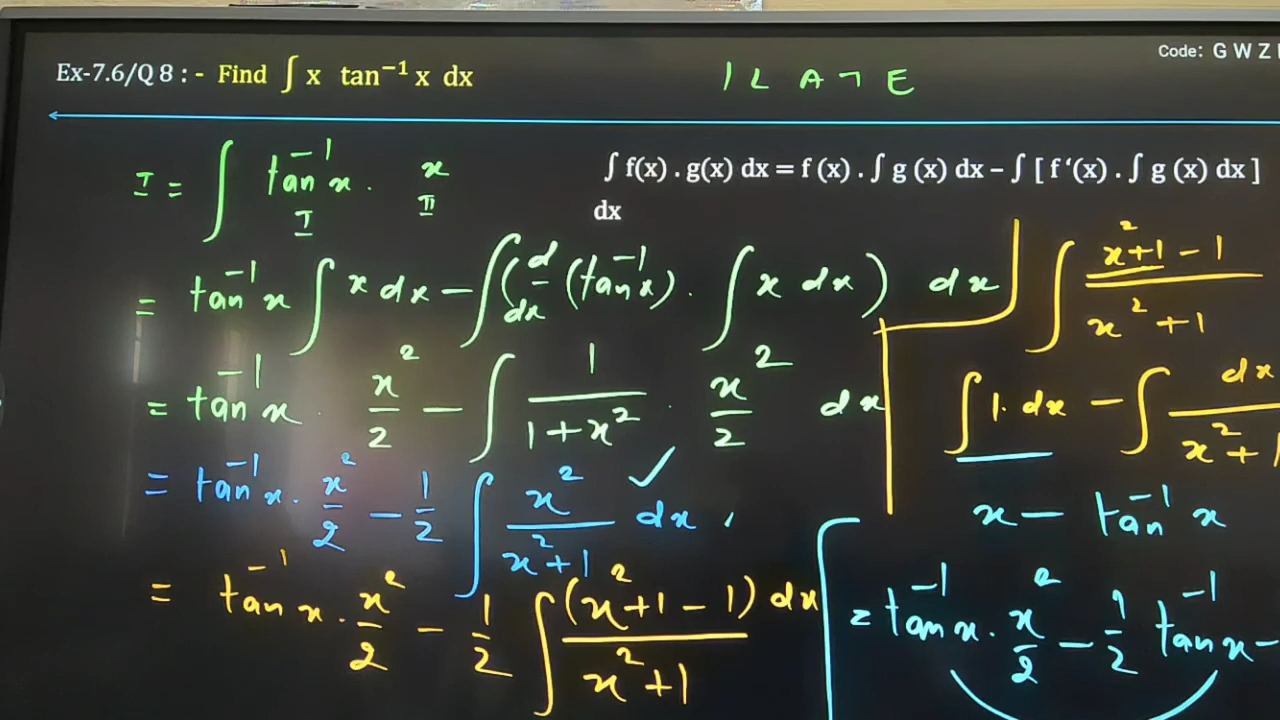 Code: G W Z
Ex-7.6/Q 8 : - Find ∫ x tan⁻¹ x dx
I L A T E
I = ∫ tan⁻¹x . x
I II
∫ f(x) . g(x) dx = f (x) . ∫ g (x) dx – ∫ [ f ′(x) . ∫ g (x) dx ]
dx
= tan⁻¹x ∫ x dx - ∫ (d/dx (tan⁻¹x) . ∫ x dx) dx
= tan⁻¹x . x²/2 - ∫ 1/(1+x²) . x²/2 dx
= tan⁻¹x . x²/2 - 1/2 ∫ x²/(x²+1) dx ✓
= tan⁻¹x . x²/2 - 1/2 ∫ (x²+1-1)/(x²+1) dx
∫ (x²+1-1)/(x²+1)
∫ 1. dx - ∫ dx/(x²+1
x - tan⁻¹x
= tan⁻¹x . x²/2 - 1/2 tan⁻¹x -